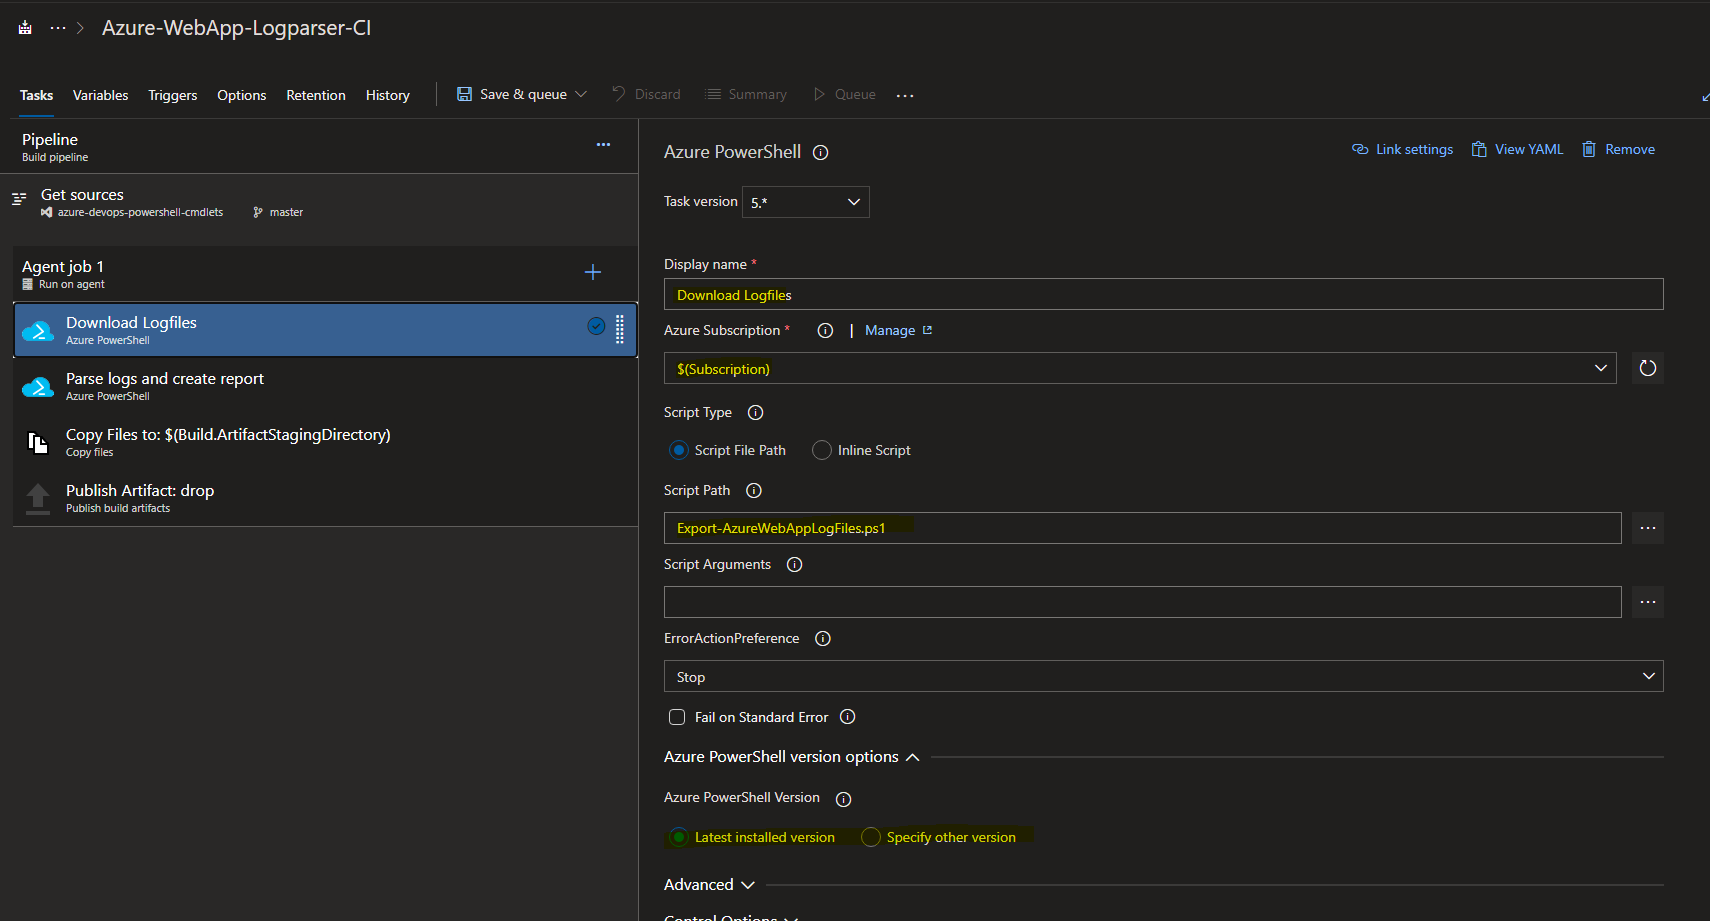 Azure-WebApp-Logparser-CI
Tasks Variables Triggers Options Retention History Save & queue Discard Summary Queue
Pipeline
Build pipeline
Get sources
azure-devops-powershell-cmdlets master
Agent job 1
Run on agent
Download Logfiles
Azure PowerShell
Parse logs and create report
Azure PowerShell
Copy Files to: $(Build.ArtifactStagingDirectory)
Copy files
Publish Artifact: drop
Publish build artifacts
Azure PowerShell
Link settings View YAML Remove
Task version 5.*
Display name *
Download Logfiles
Azure Subscription * | Manage
$(Subscription)
Script Type
Script File Path Inline Script
Script Path
Export-AzureWebAppLogFiles.ps1
Script Arguments
ErrorActionPreference
Stop
Fail on Standard Error
Azure PowerShell version options
Azure PowerShell Version
Latest installed version Specify other version
Advanced
Control Options